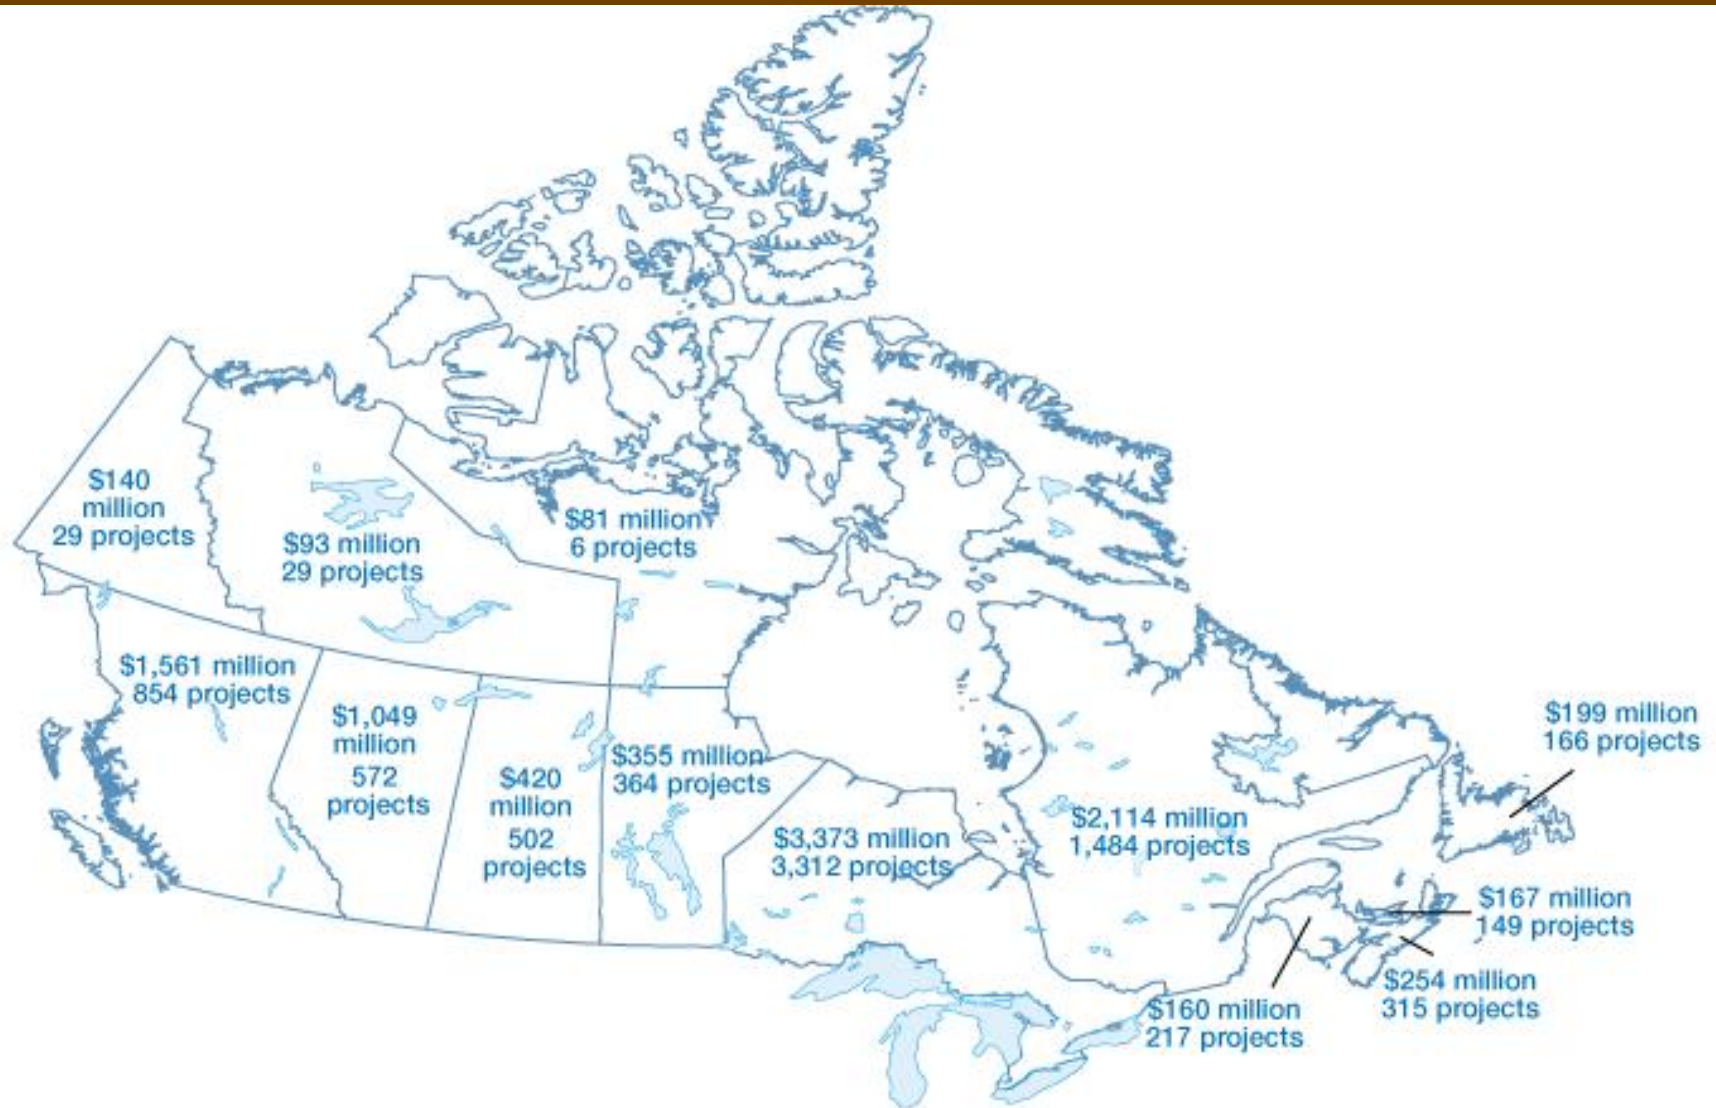 $140
million
29 projects
$93 million
29 projects
$81 million
6 projects
$1,561 million
854 projects
$1,049
million
572
projects
$420
million
502
projects
$355 million
364 projects
$3,373 million
3,312 projects
$2,114 million
1,484 projects
$199 million
166 projects
$167 million
149 projects
$254 million
315 projects
$160 million
217 projects